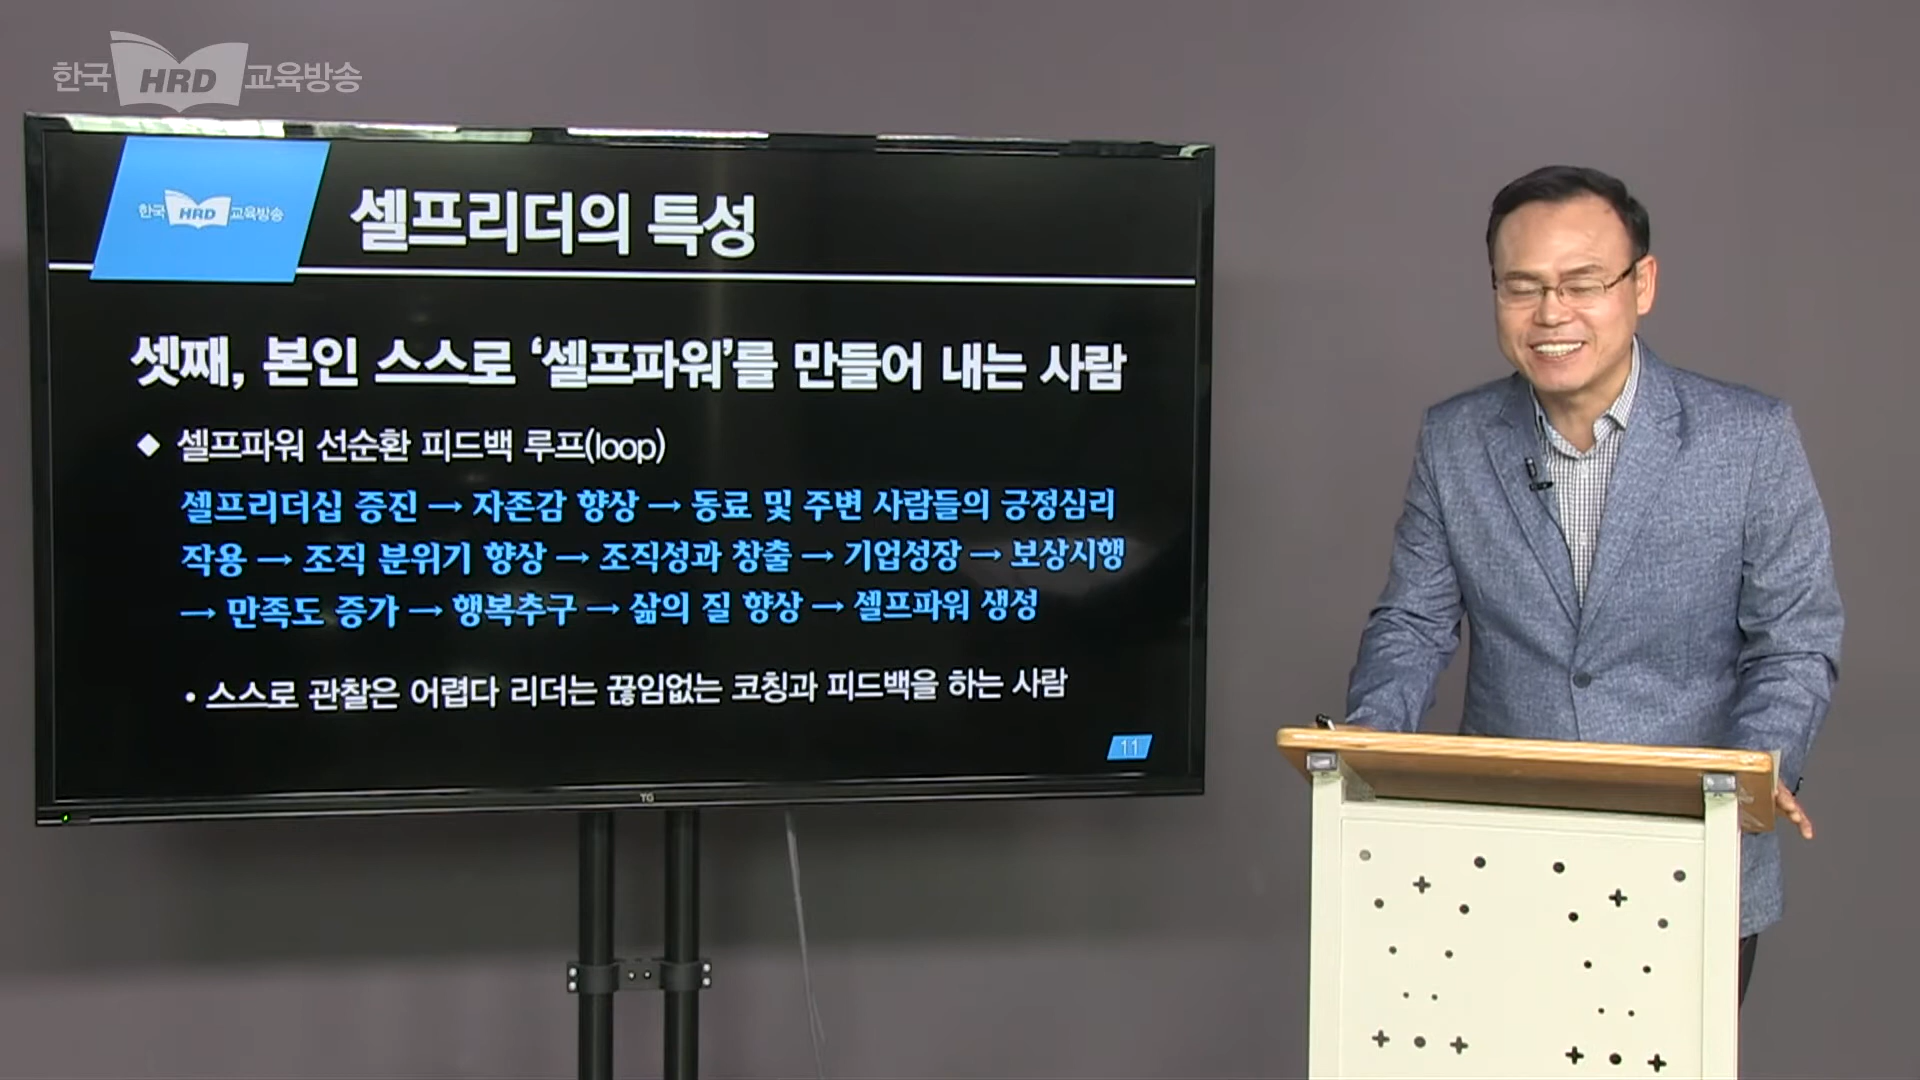 한국 HRD 교육방송
한국 HRD 교육방송
셀프리더의 특성
셋째, 본인 스스로 ‘셀프파워’를 만들어 내는 사람
◆ 셀프파워 선순환 피드백 루프(loop)
셀프리더십 증진 → 자존감 향상 → 동료 및 주변 사람들의 긍정심리
작용 → 조직 분위기 향상 → 조직성과 창출 → 기업성장 → 보상시행
→ 만족도 증가 → 행복추구 → 삶의 질 향상 → 셀프파워 생성
• 스스로 관찰은 어렵다 리더는 끊임없는 코칭과 피드백을 하는 사람
11
TG